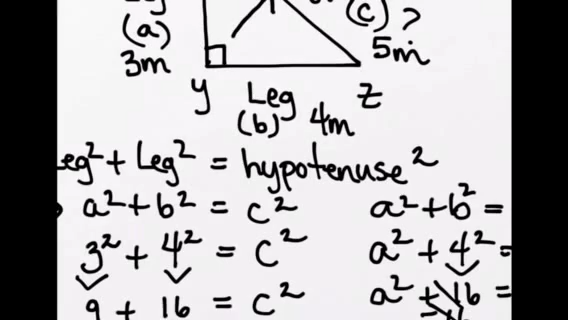 Leg
(a)
3m
(c) ?
5m
y
Leg
z
(b) 4m
Leg² + Leg² = hypotenuse²
a² + b² = c²
a² + b² =
3² + 4² = c²
a² + 4² =
9 + 16 = c²
a² + 16 =